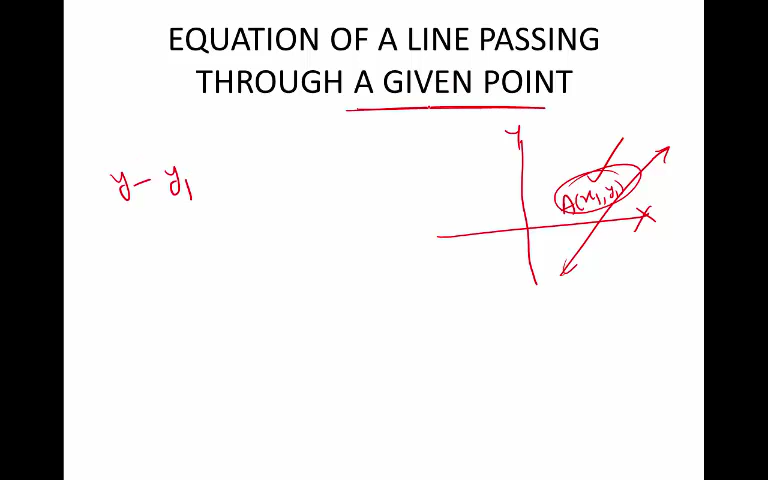 EQUATION OF A LINE PASSING
THROUGH A GIVEN POINT
y
y - y₁
A(x₁, y₁)
X